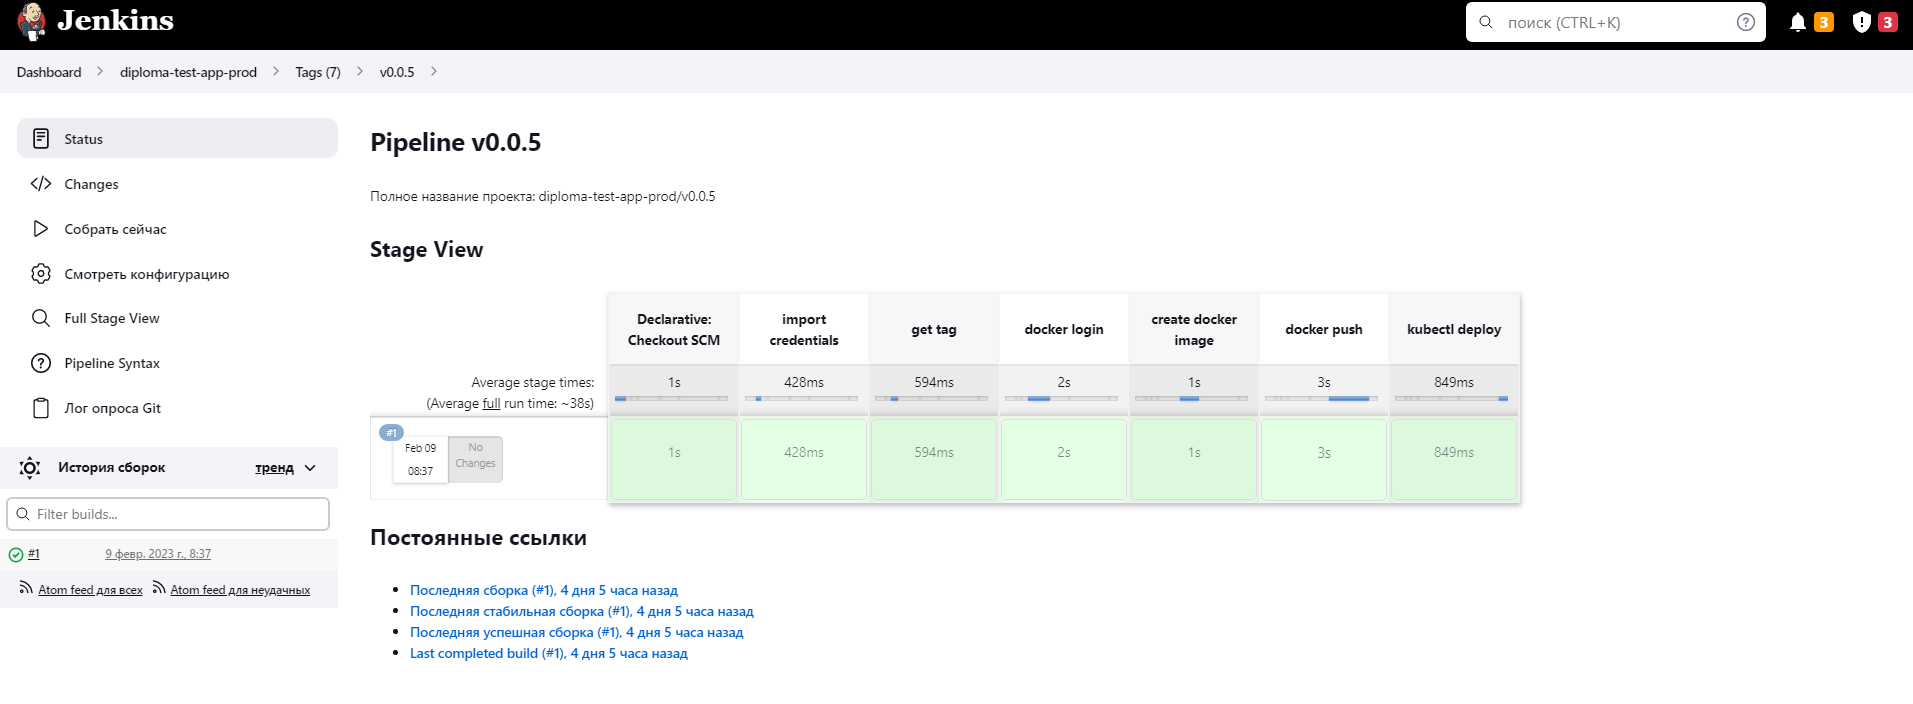 Jenkins
поиск (CTRL+K)
?
3
3
Dashboard
diploma-test-app-prod
Tags (7)
v0.0.5
Status
Changes
Собрать сейчас
Смотреть конфигурацию
Full Stage View
Pipeline Syntax
Лог опроса Git
История сборок
тренд
Filter builds...
#1
9 февр. 2023 г., 8:37
Atom feed для всех
Atom feed для неудачных
Pipeline v0.0.5
Полное название проекта: diploma-test-app-prod/v0.0.5
Stage View
Declarative:
Checkout SCM
import
credentials
get tag
docker login
create docker
image
docker push
kubectl deploy
Average stage times:
(Average full run time: ~38s)
1s
428ms
594ms
2s
1s
3s
849ms
#1
Feb 09
08:37
No
Changes
1s
428ms
594ms
2s
1s
3s
849ms
Постоянные ссылки
Последняя сборка (#1), 4 дня 5 часа назад
Последняя стабильная сборка (#1), 4 дня 5 часа назад
Последняя успешная сборка (#1), 4 дня 5 часа назад
Last completed build (#1), 4 дня 5 часа назад